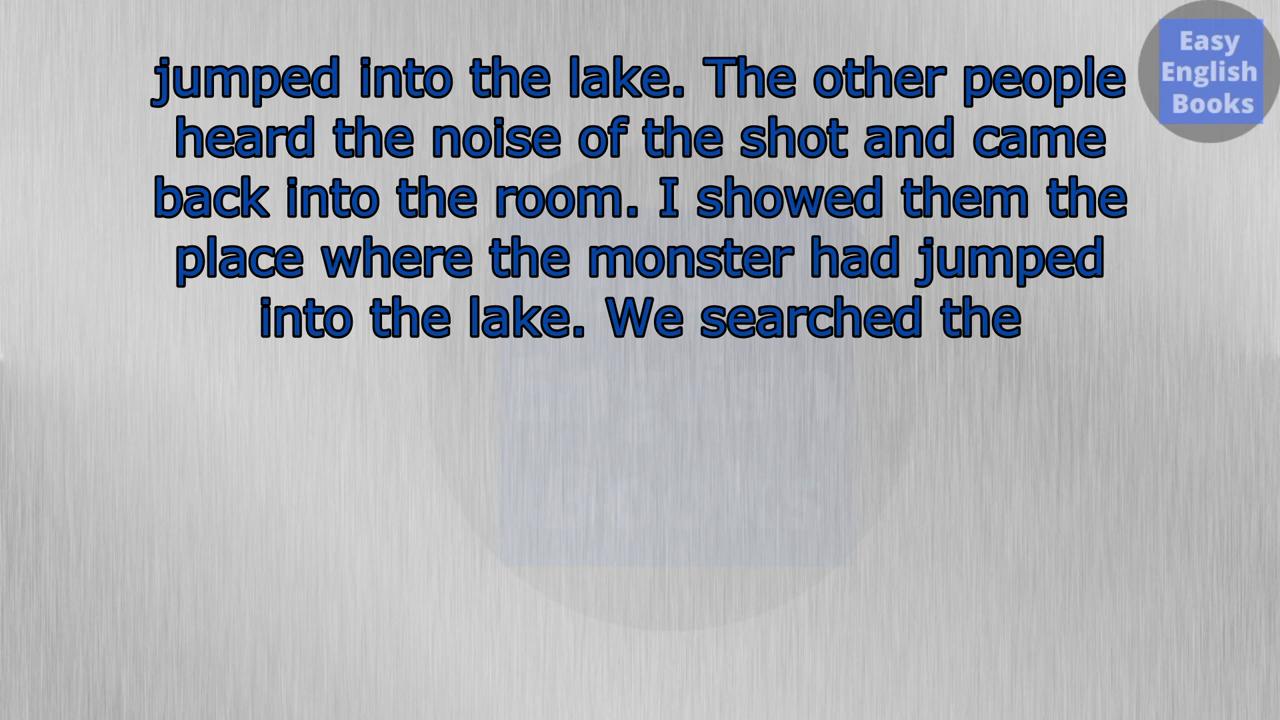 jumped into the lake. The other people
heard the noise of the shot and came
back into the room. I showed them the
place where the monster had jumped
into the lake. We searched the
Easy
English
Books